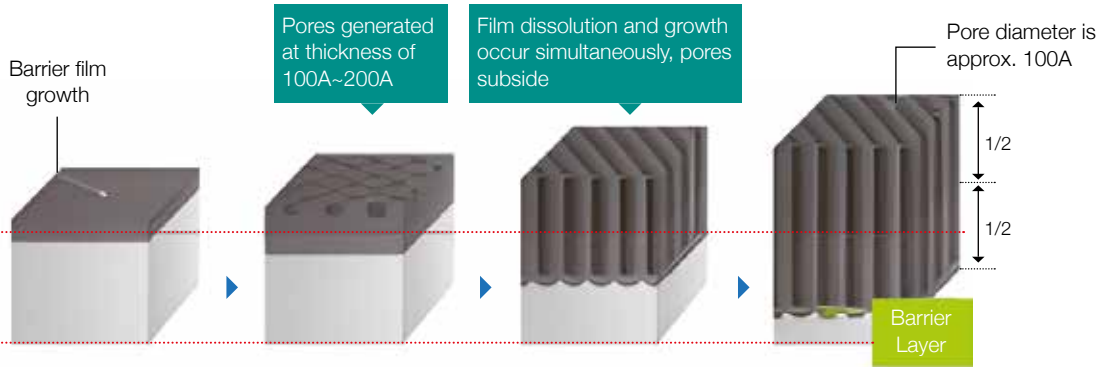 Barrier film
growth
Pores generated
at thickness of
100A~200A
Film dissolution and growth
occur simultaneously, pores
subside
Pore diameter is
approx. 100A
1/2
1/2
Barrier
Layer